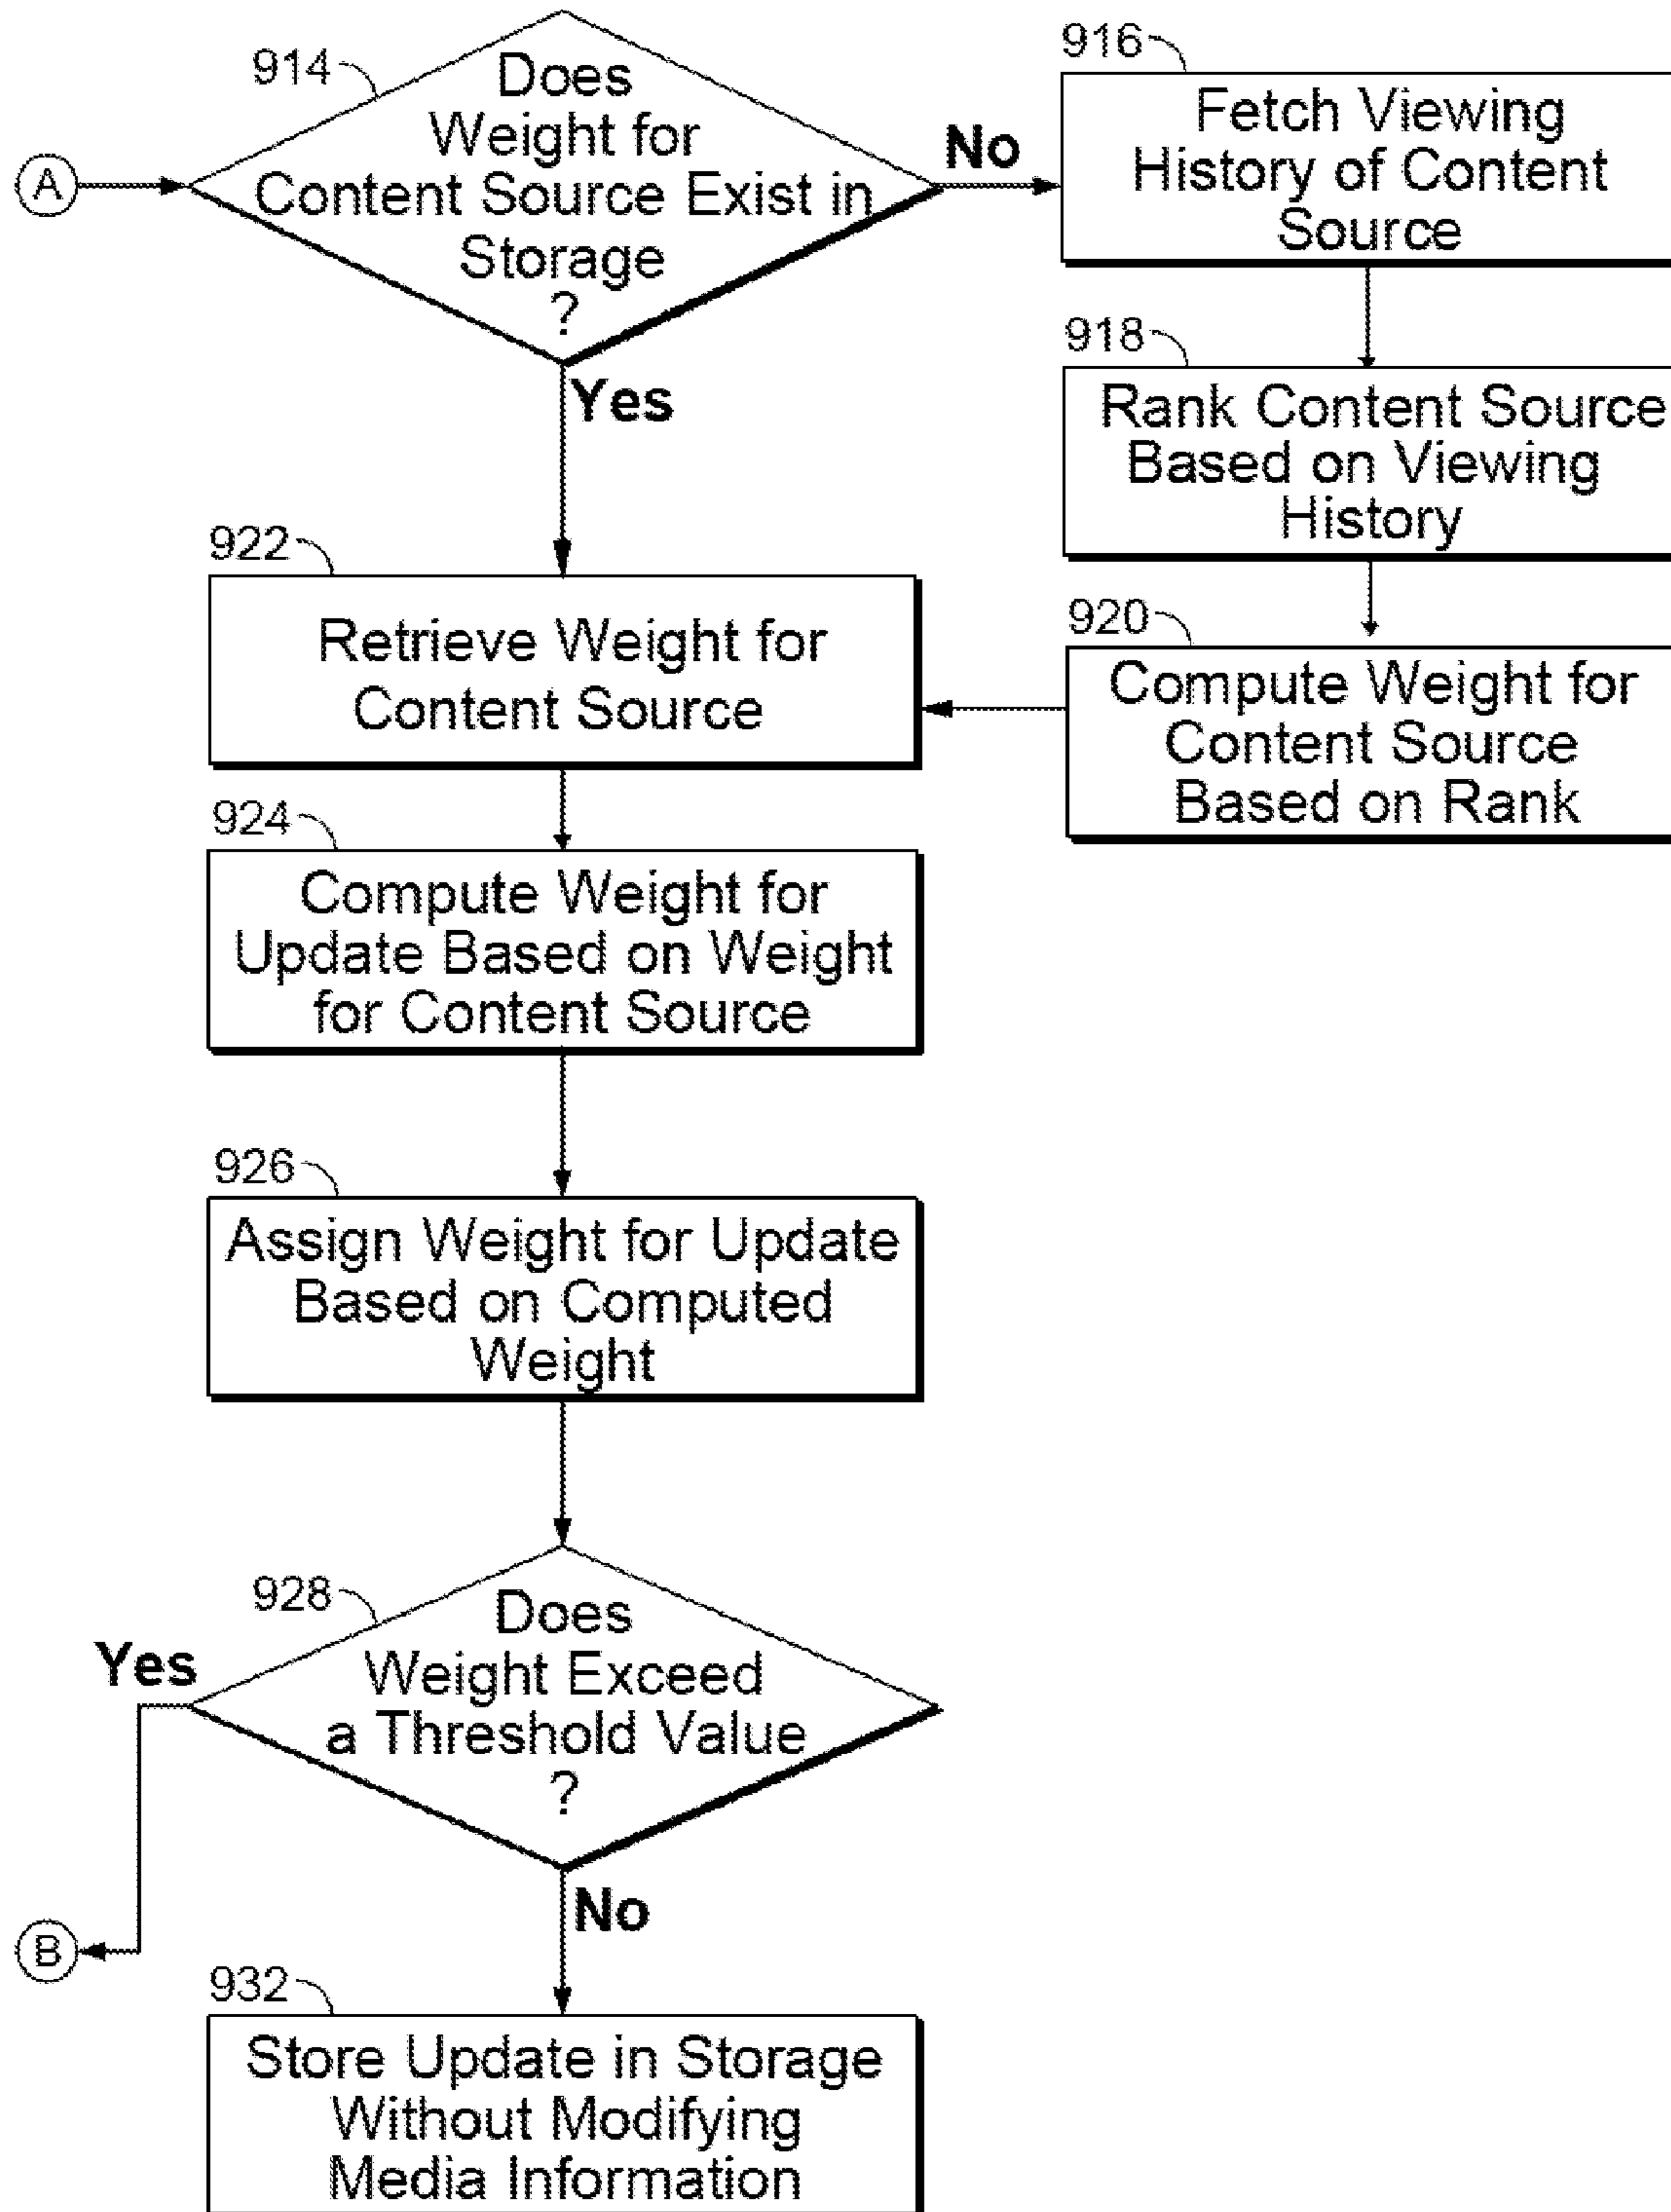 914
Does
Weight for
Content Source Exist in
Storage
?
A
No
Yes
916
Fetch Viewing
History of Content
Source
918
Rank Content Source
Based on Viewing
History
920
Compute Weight for
Content Source
Based on Rank
922
Retrieve Weight for
Content Source
924
Compute Weight for
Update Based on Weight
for Content Source
926
Assign Weight for Update
Based on Computed
Weight
928
Does
Weight Exceed
a Threshold Value
?
Yes
B
No
932
Store Update in Storage
Without Modifying
Media Information